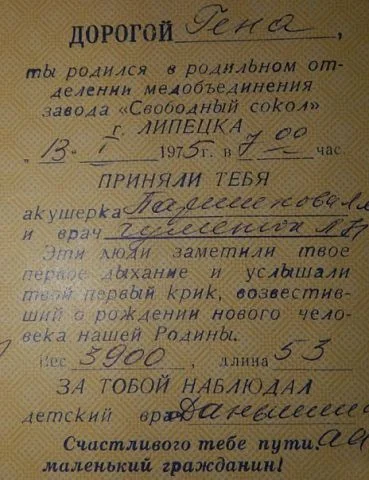 ДОРОГОЙ Гена,
ты родился в родильном от-
делении медобъединения
завода «Свободный сокол»
г. ЛИПЕЦКА
„13“ I 1975г. в 7 00 час.
ПРИНЯЛИ ТЕБЯ
акушерка
и врач
Эти люди заметили твое
первое дыхание и услышали
твой первый крик, возвестив-
ший о рождении нового чело-
века нашей Родины.
Вес 3900, длина 53
ЗА ТОБОЙ НАБЛЮДАЛ
детский врач
Счастливого тебе пути,
маленький гражданин!